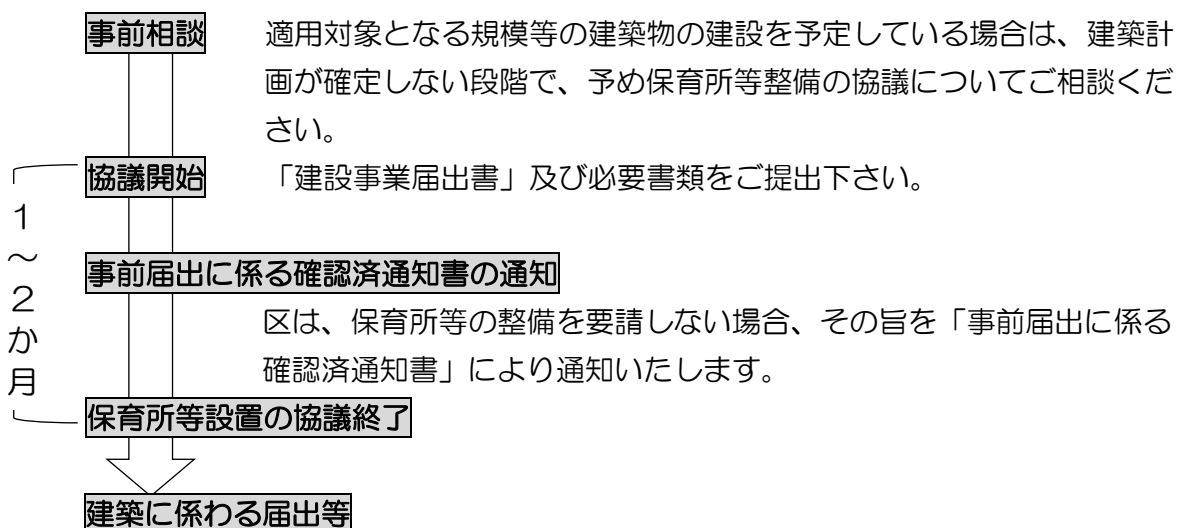 事前相談
適用対象となる規模等の建築物の建設を予定している場合は、建築計
画が確定しない段階で、予め保育所等整備の協議についてご相談くだ
さい。
協議開始
「建設事業届出書」及び必要書類をご提出下さい。
1～2か月
事前届出に係る確認済通知書の通知
区は、保育所等の整備を要請しない場合、その旨を「事前届出に係る
確認済通知書」により通知いたします。
保育所等設置の協議終了
建築に係わる届出等